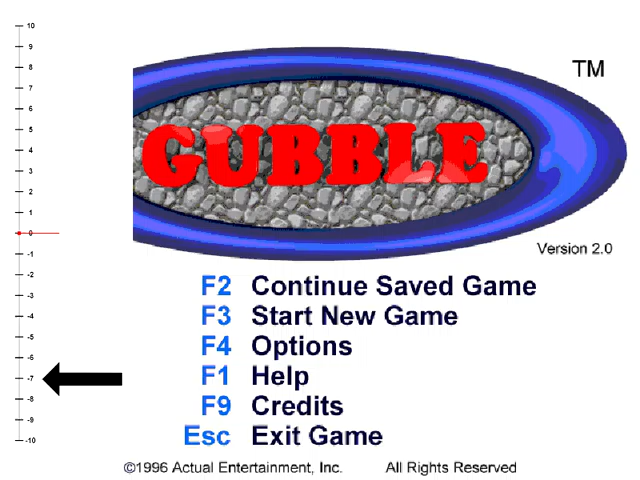 10
9
8
7
6
5
4
3
2
1
0
-1
-2
-3
-4
-5
-6
-7
-8
-9
-10
TM
GUBBLE
Version 2.0
F2 Continue Saved Game
F3 Start New Game
F4 Options
F1 Help
F9 Credits
Esc Exit Game
©1996 Actual Entertainment, Inc. All Rights Reserved